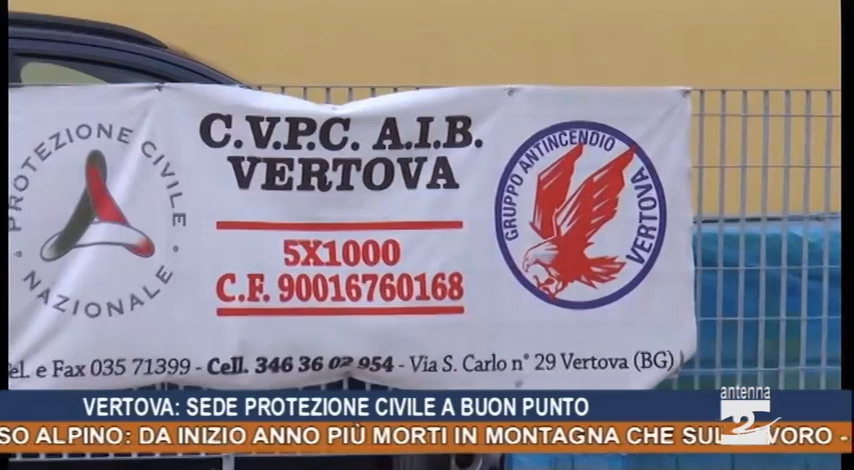 PROTEZIONE CIVILE
NAZIONALE
C.V.P.C. A.I.B.
VERTOVA
5X1000
C.F. 90016760168
GRUPPO ANTINCENDIO
VERTOVA
el. e Fax 035 71399 - Cell. 346 36 02 954 - Via S. Carlo n° 29 Vertova (BG)
antenna
2
VERTOVA: SEDE PROTEZIONE CIVILE A BUON PUNTO
SO ALPINO: DA INIZIO ANNO PIÙ MORTI IN MONTAGNA CHE SUL VORO -